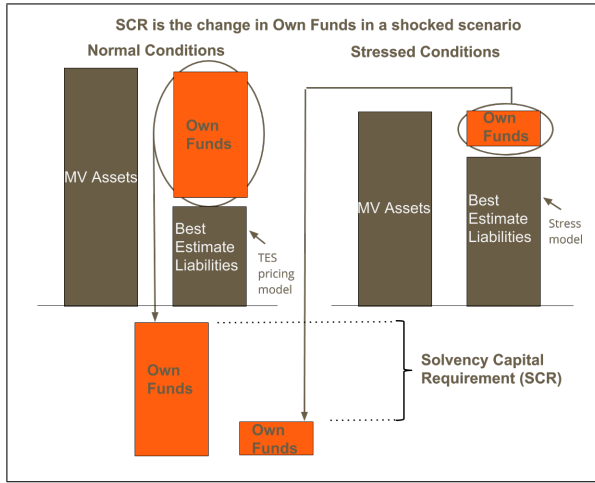 SCR is the change in Own Funds in a shocked scenario
Normal Conditions
Stressed Conditions
MV Assets
Own
Funds
Best
Estimate
Liabilities
TES
pricing
model
MV Assets
Own
Funds
Best
Estimate
Liabilities
Stress
model
Own
Funds
Own
Funds
Solvency Capital
Requirement (SCR)